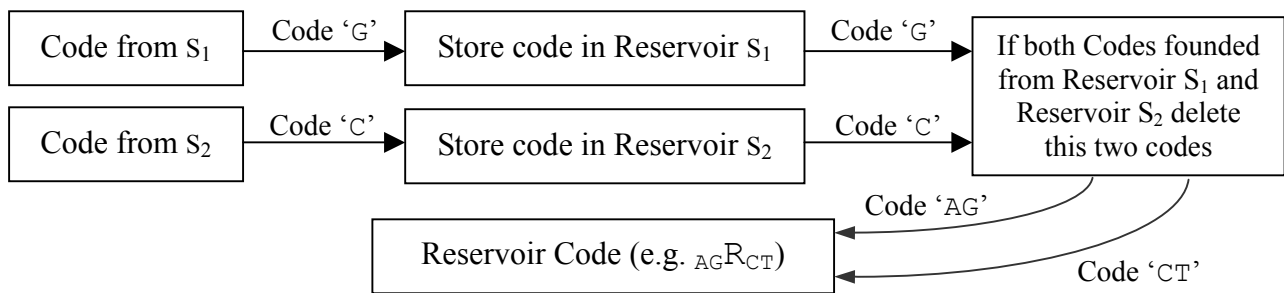 Code from S₁
Code ‘G’
Store code in Reservoir S₁
Code ‘G’
If both Codes founded
from Reservoir S₁ and
Reservoir S₂ delete
this two codes
Code from S₂
Code ‘C’
Store code in Reservoir S₂
Code ‘C’
Code ‘AG’
Reservoir Code (e.g. AGRCT)
Code ‘CT’